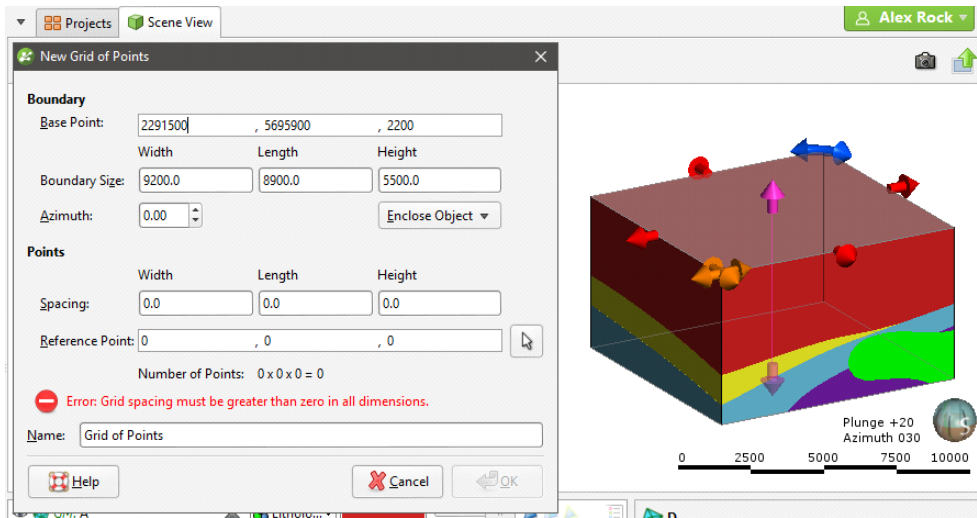 Projects
Scene View
Alex Rock
New Grid of Points
Boundary
Base Point: 2291500 , 5695900 , 2200
Width Length Height
Boundary Size: 9200.0 8900.0 5500.0
Azimuth: 0.00 Enclose Object
Points
Width Length Height
Spacing: 0.0 0.0 0.0
Reference Point: 0 , 0 , 0
Number of Points: 0 x 0 x 0 = 0
Error: Grid spacing must be greater than zero in all dimensions.
Name: Grid of Points
Help Cancel OK
Plunge +20
Azimuth 030
0 2500 5000 7500 10000
S